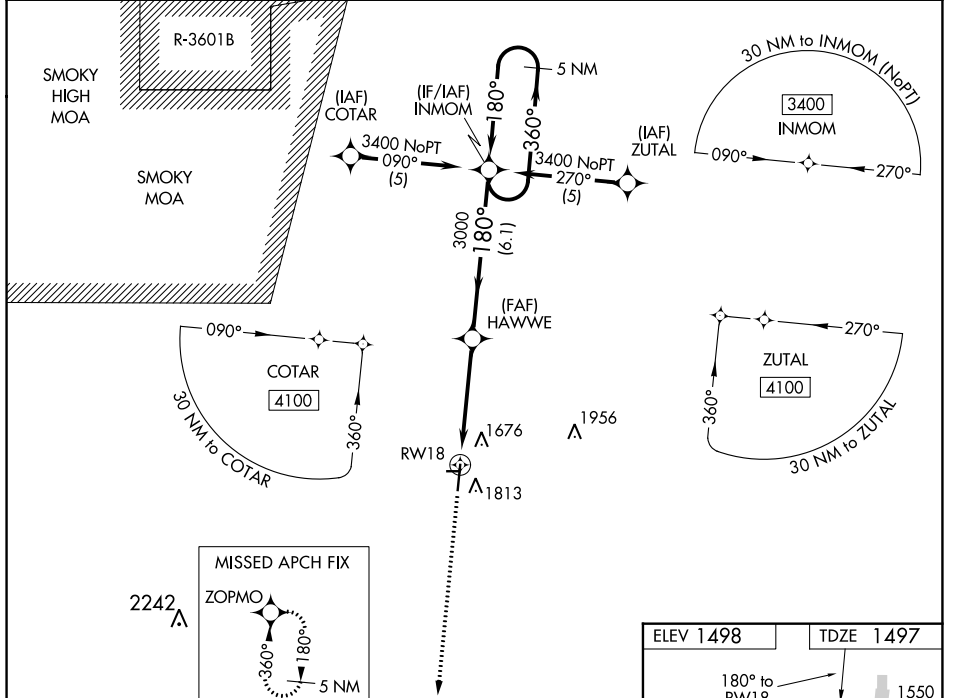 R-3601B
SMOKY
HIGH
MOA
SMOKY
MOA
(IAF)
COTAR
3400 NoPT
090°
(5)
(IF/IAF)
INMOM
180°
360°
5 NM
(IAF)
ZUTAL
3400 NoPT
270°
(5)
30 NM to INMOM (NoPT)
3400
INMOM
090°
270°
3000
180°
(6.1)
(FAF)
HAWWE
090°
COTAR
4100
360°
30 NM to COTAR
270°
ZUTAL
4100
360°
30 NM to ZUTAL
1676
1956
RW18
1813
MISSED APCH FIX
ZOPMO
360°
180°
5 NM
2242
ELEV 1498
TDZE 1497
180° to
RW18
1550